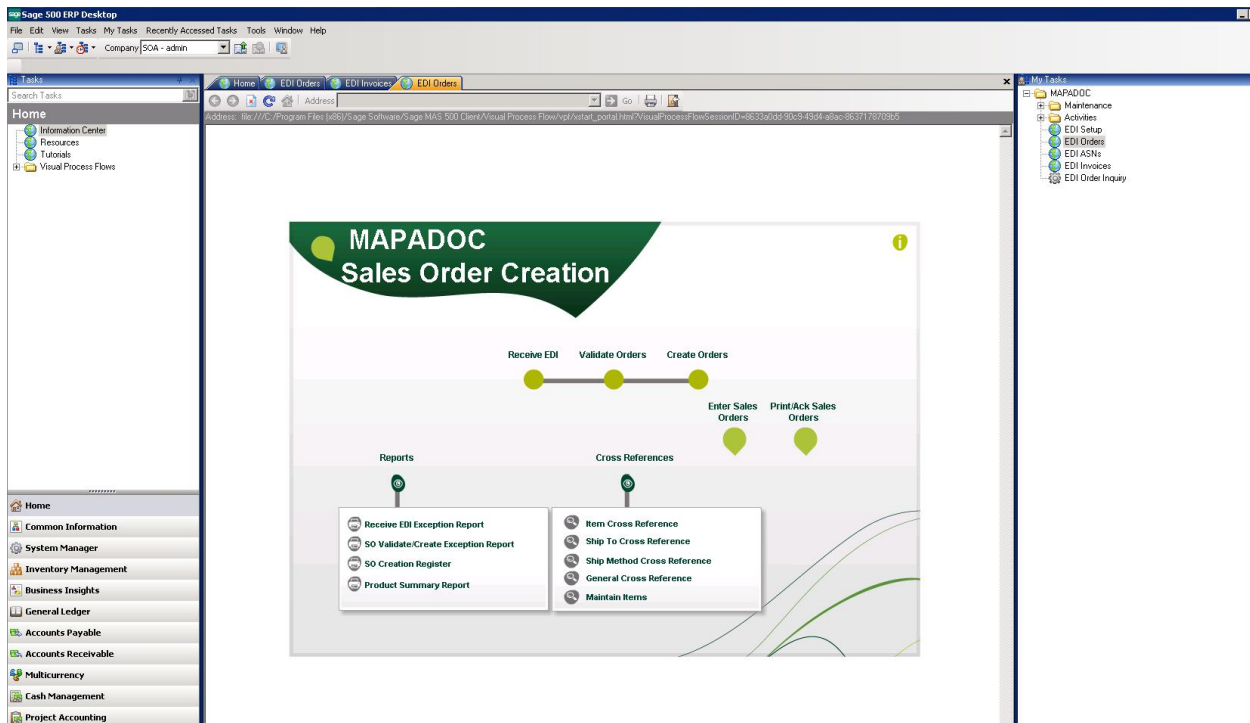 Sage 500 ERP Desktop
File Edit View Tasks My Tasks Recently Accessed Tasks Tools Window Help
Company SOA - admin
Tasks
Search Tasks
Home
Information Center
Resources
Tutorials
Visual Process Flows
Home
Common Information
System Manager
Inventory Management
Business Insights
General Ledger
Accounts Payable
Accounts Receivable
Multicurrency
Cash Management
Project Accounting
Home EDI Orders EDI Invoices EDI Orders
Address Go
Address: file:///C:/Program Files (x86)/Sage Software/Sage MAS 500 Client/Visual Process Flow/vpf/xstart_portal.html?VisualProcessFlowSessionID=8633a0dd-90c9-49d4-a8ac-8637178709b5
MAPADOC
Sales Order Creation
Receive EDI Validate Orders Create Orders
Enter Sales Orders
Print/Ack Sales Orders
Reports
Receive EDI Exception Report
SO Validate/Create Exception Report
SO Creation Register
Product Summary Report
Cross References
Item Cross Reference
Ship To Cross Reference
Ship Method Cross Reference
General Cross Reference
Maintain Items
My Tasks
MAPADOC
Maintenance
Activities
EDI Setup
EDI Orders
EDI ASNs
EDI Invoices
EDI Order Inquiry